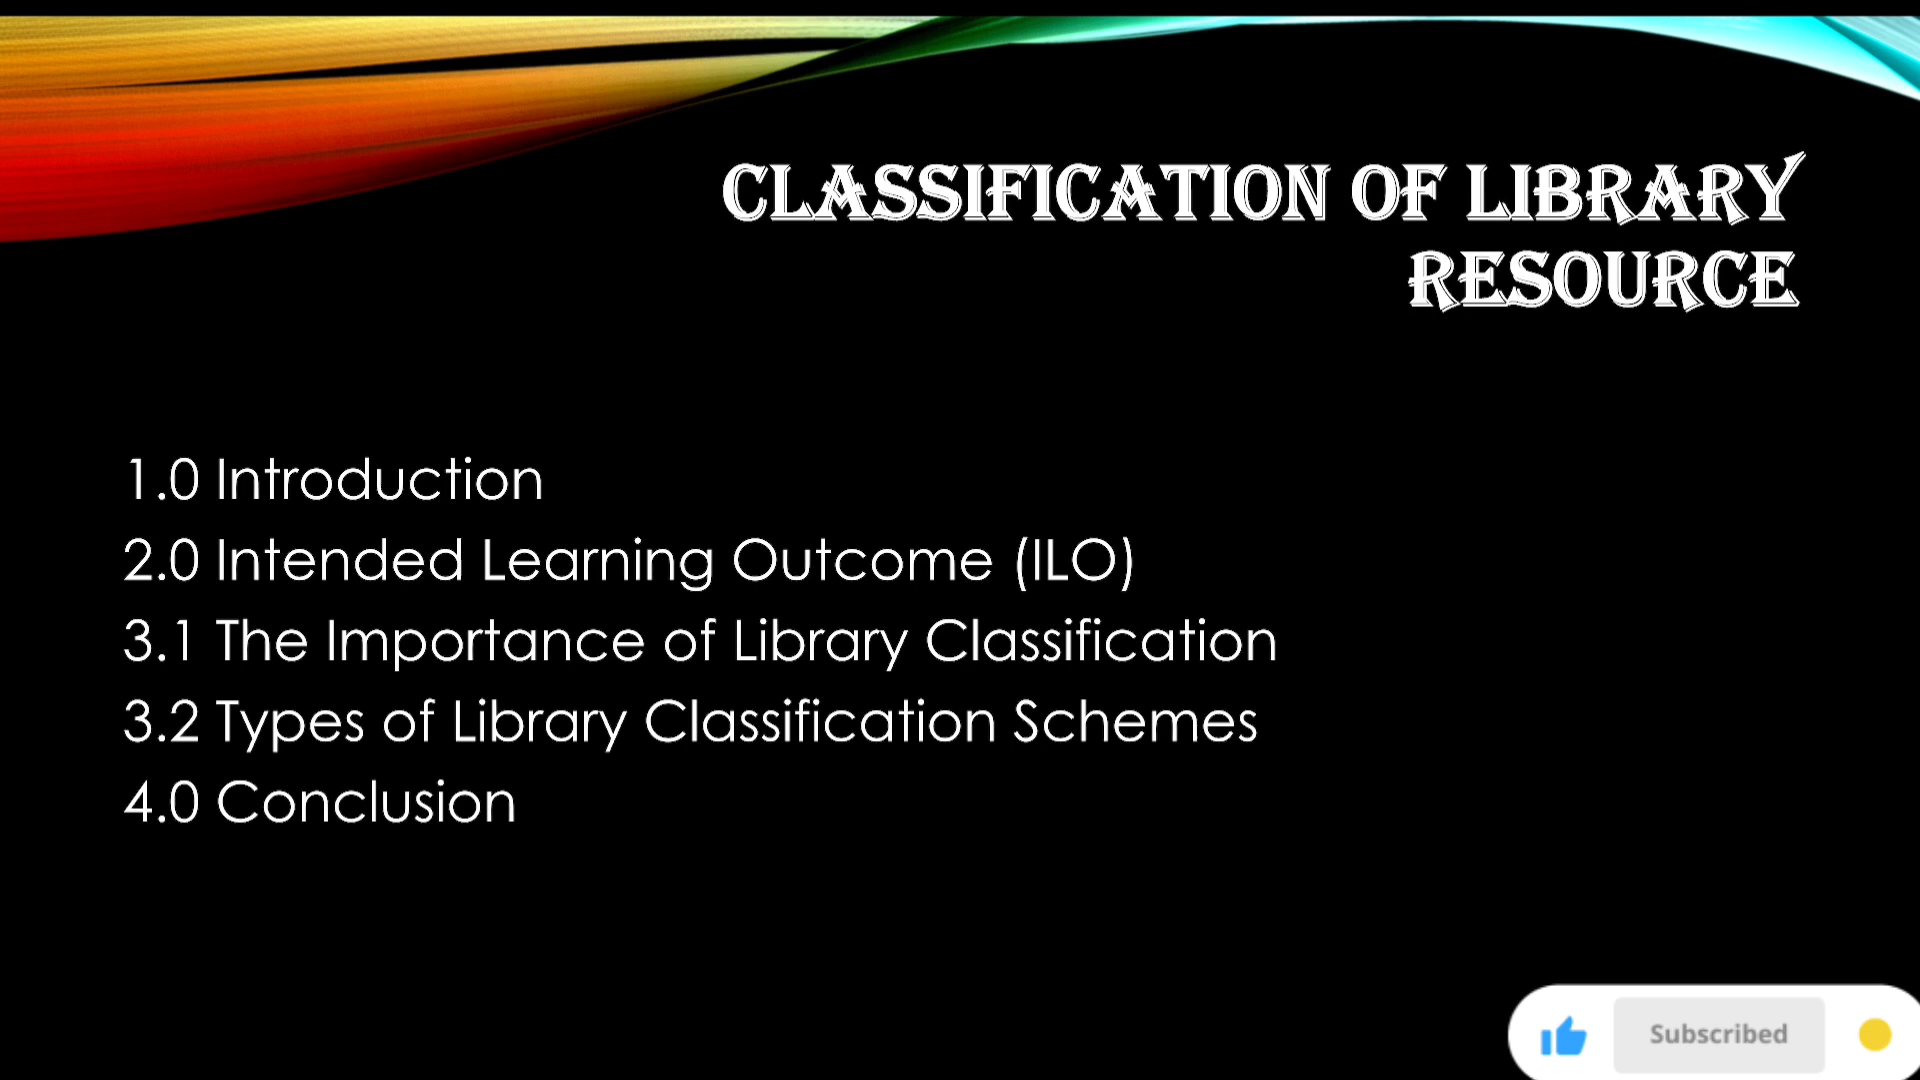 CLASSIFICATION OF LIBRARY
RESOURCE
1.0 Introduction
2.0 Intended Learning Outcome (ILO)
3.1 The Importance of Library Classification
3.2 Types of Library Classification Schemes
4.0 Conclusion
Subscribed